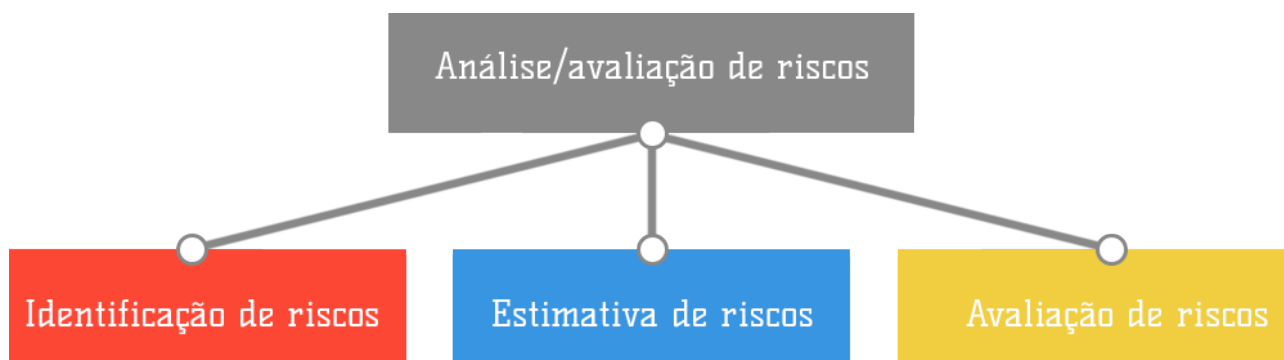 Análise/avaliação de riscos
Identificação de riscos
Estimativa de riscos
Avaliação de riscos